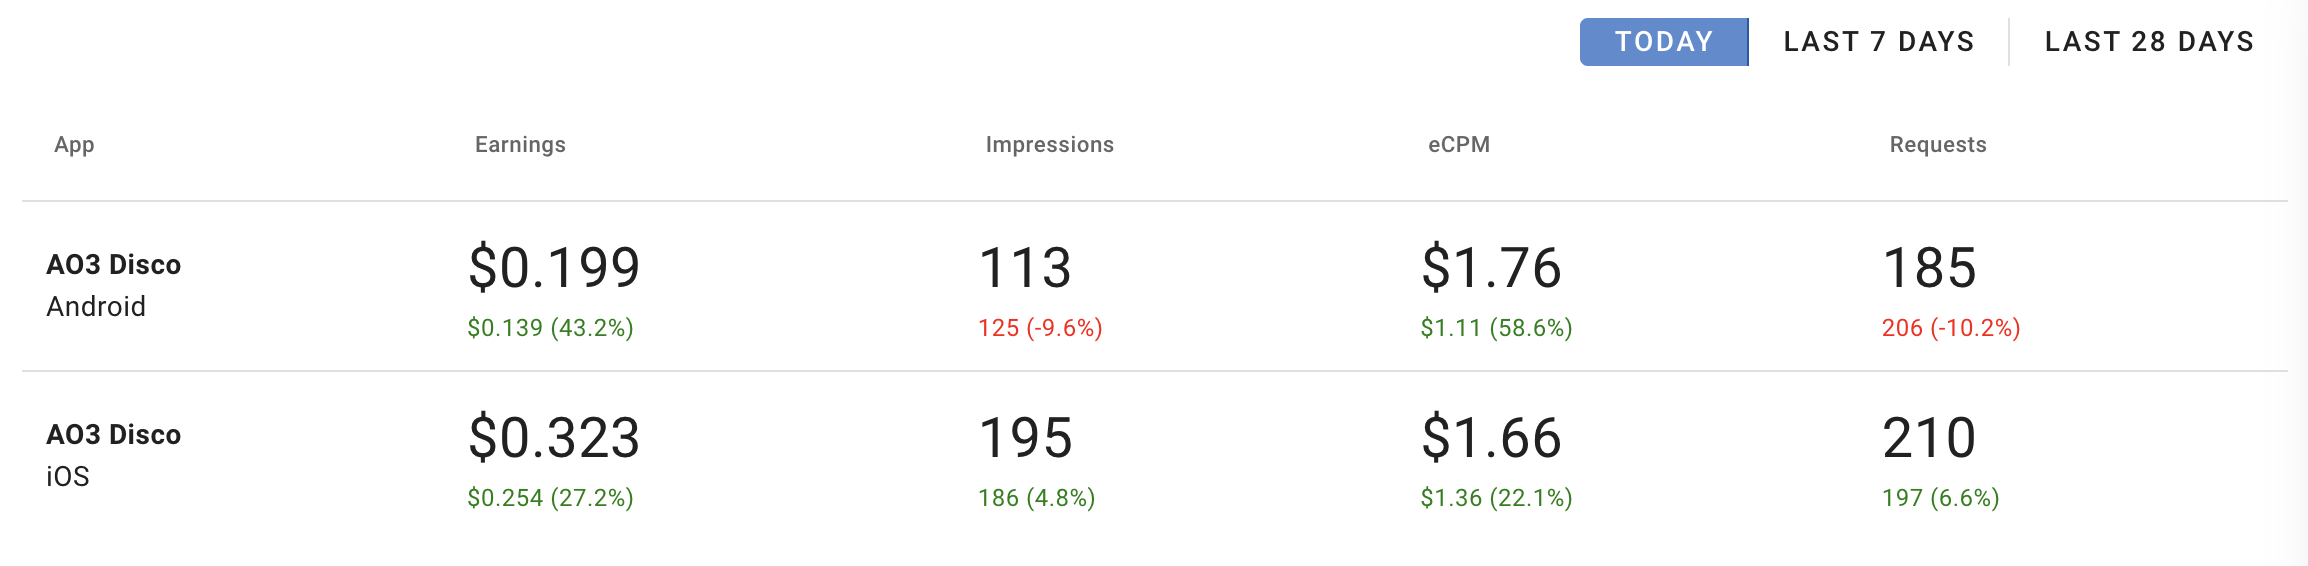 TODAY LAST 7 DAYS LAST 28 DAYS
App Earnings Impressions eCPM Requests
AO3 Disco $0.199 113 $1.76 185
Android $0.139 (43.2%) 125 (-9.6%) $1.11 (58.6%) 206 (-10.2%)
AO3 Disco $0.323 195 $1.66 210
iOS $0.254 (27.2%) 186 (4.8%) $1.36 (22.1%) 197 (6.6%)